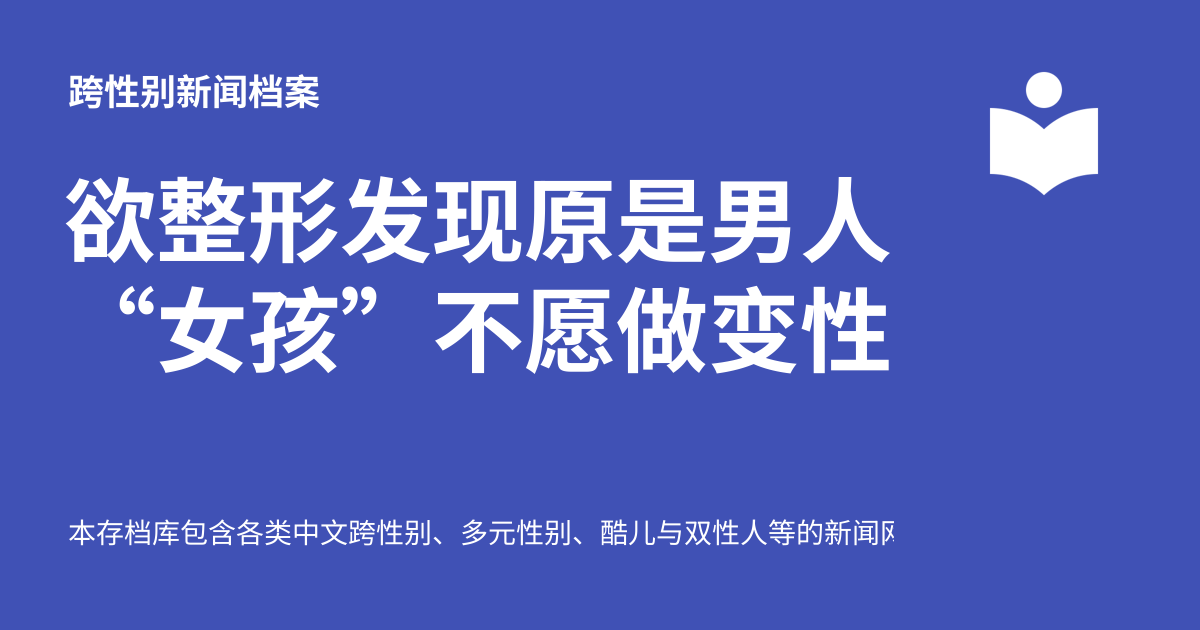 跨性别新闻档案
欲整形发现原是男人
“女孩”不愿做变性
本存档库包含各类中文跨性别、多元性别、酷儿与双性人等的新闻